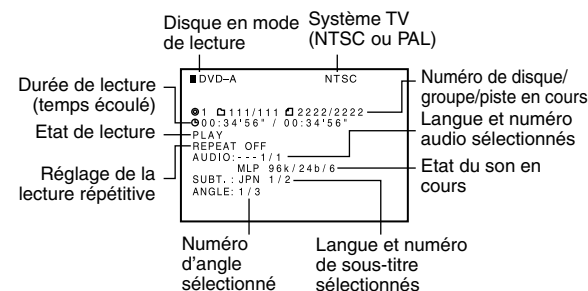 Disque en mode
de lecture
Système TV
(NTSC ou PAL)
DVD–A NTSC
1 111/111 2222/2222
00:34'56" / 00:34'56"
PLAY
REPEAT OFF
AUDIO:---1/1
MLP 96k/24b/6
SUBT.:JPN 1/2
ANGLE:1/3
Durée de lecture
(temps écoulé)
Etat de lecture
Réglage de la
lecture répétitive
Numéro de disque/
groupe/piste en cours
Langue et numéro
audio sélectionnés
Etat du son en
cours
Numéro
d'angle
sélectionné
Langue et numéro
de sous-titre
sélectionnés